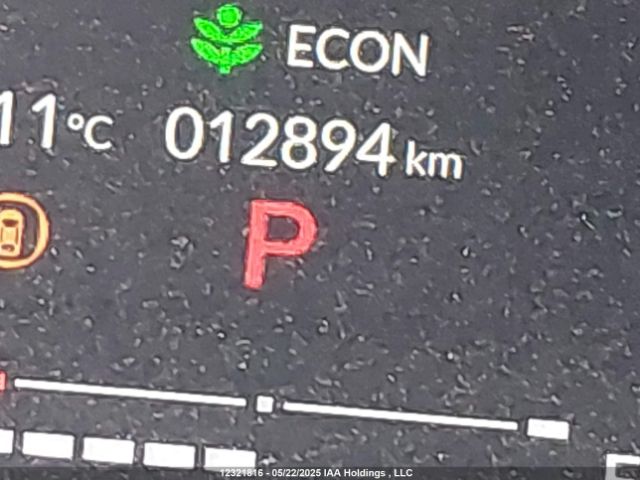 ECON
11°C 012894 km
P
12321816 - 05/22/2025 IAA Holdings , LLC